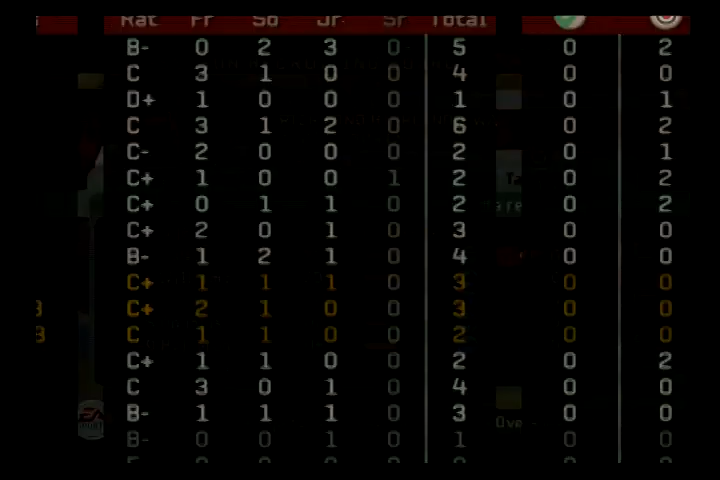 Rat Fr So Jr Sr Total
B- 0 2 3 0 5 0 2
C 3 1 0 0 4 0 0
D+ 1 0 0 0 1 0 1
C 3 1 2 0 6 0 2
C- 2 0 0 0 2 0 1
C+ 1 0 0 1 2 0 2
C+ 0 1 1 0 2 0 2
C+ 2 0 1 0 3 0 0
B- 1 2 1 0 4 0 0
C+ 1 1 1 0 3 0 0
C+ 2 1 0 0 3 0 0
C 1 1 0 0 2 0 0
C+ 1 1 0 0 2 0 2
C 3 0 1 0 4 0 0
B- 1 1 1 0 3 0 0
EA
B- 0 0 1 0 1 0 0